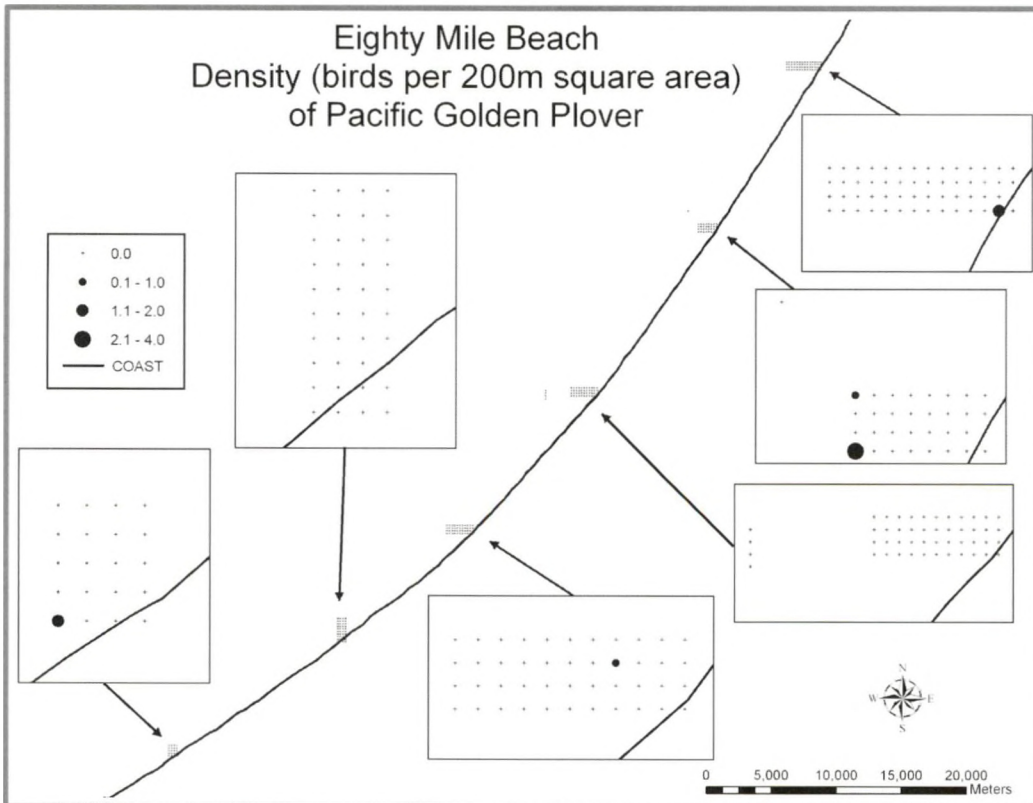 Eighty Mile Beach
Density (birds per 200m square area)
of Pacific Golden Plover
0.0
0.1 - 1.0
1.1 - 2.0
2.1 - 4.0
COAST
N
W E
S
0 5,000 10,000 15,000 20,000
Meters